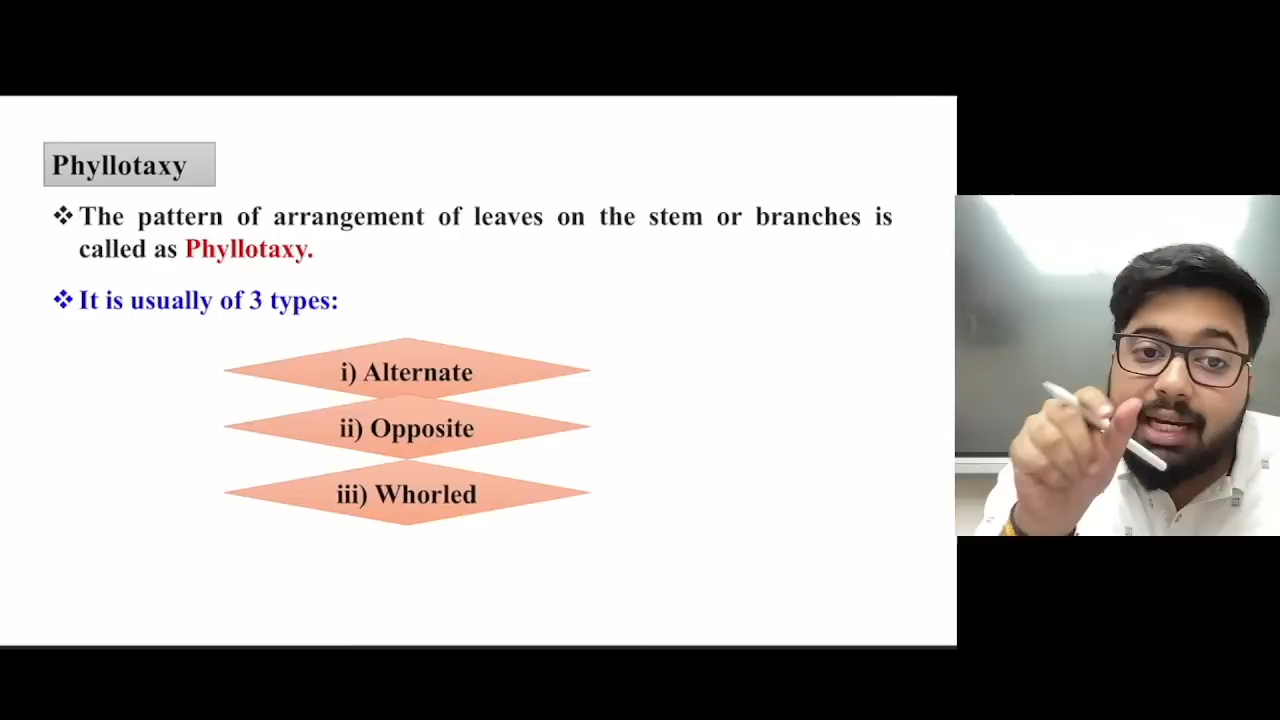 Phyllotaxy
❖ The pattern of arrangement of leaves on the stem or branches is
called as Phyllotaxy.
❖ It is usually of 3 types:
i) Alternate
ii) Opposite
iii) Whorled